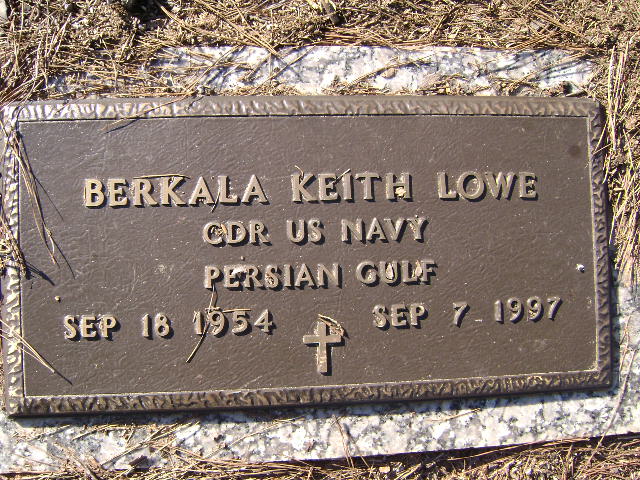 BERKALA KEITH LOWE
CDR US NAVY
PERSIAN GULF
SEP 18 1954 SEP 7 1997